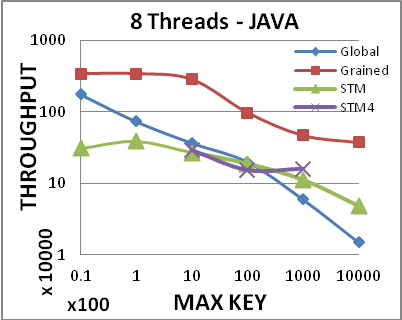 8 Threads - JAVA
THROUGHPUT
x 10000
1000
100
10
1
Global
Grained
STM
STM4
0.1 1 10 100 1000 10000
x100
MAX KEY